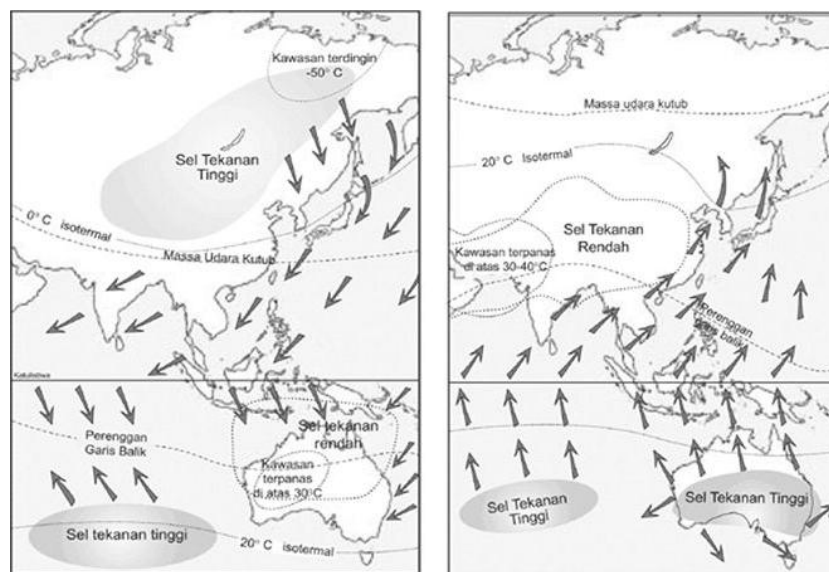 Kawasan terdingin
-50° C
Sel Tekanan
Tinggi
0° C isotermal
Massa Udara Kutub
Katulistiwa
Perenggan
Garis Balik
Sel tekanan
rendah
Kawasan
terpanas
di atas 30°C
Sel tekanan tinggi
20° C isotermal
Massa udara kutub
20° C Isotermal
Sel Tekanan
Rendah
Kawasan terpanas
di atas 30-40°C
Perenggan
Garis balik
Sel Tekanan
Tinggi
Sel Tekanan Tinggi